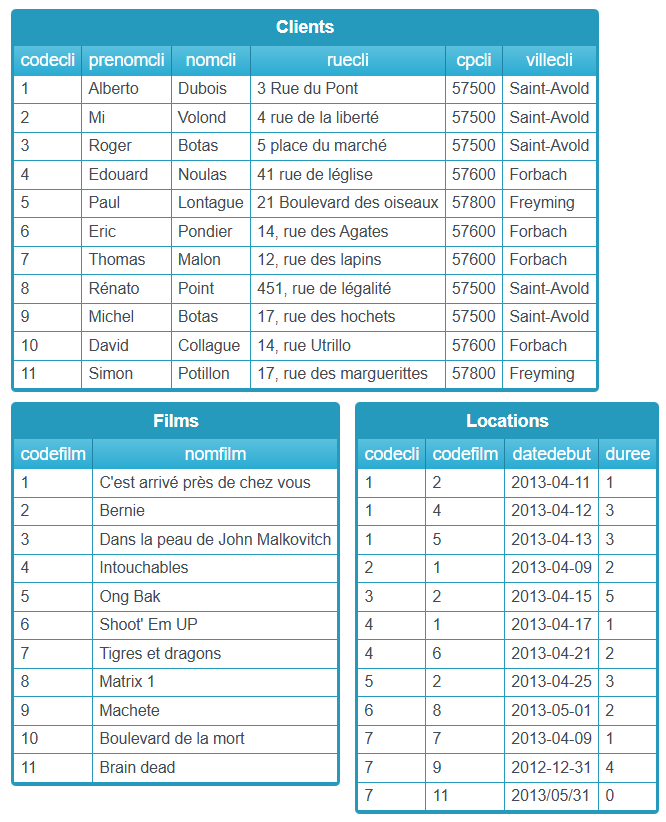 Clients
codecli prenomcli nomcli ruecli cpcli villecli
1 Alberto Dubois 3 Rue du Pont 57500 Saint-Avold
2 Mi Volond 4 rue de la liberté 57500 Saint-Avold
3 Roger Botas 5 place du marché 57500 Saint-Avold
4 Edouard Noulas 41 rue de léglise 57600 Forbach
5 Paul Lontague 21 Boulevard des oiseaux 57800 Freyming
6 Eric Pondier 14, rue des Agates 57600 Forbach
7 Thomas Malon 12, rue des lapins 57600 Forbach
8 Rénato Point 451, rue de légalité 57500 Saint-Avold
9 Michel Botas 17, rue des hochets 57500 Saint-Avold
10 David Collague 14, rue Utrillo 57600 Forbach
11 Simon Potillon 17, rue des marguerittes 57800 Freyming
Films
codefilm nomfilm
1 C'est arrivé près de chez vous
2 Bernie
3 Dans la peau de John Malkovitch
4 Intouchables
5 Ong Bak
6 Shoot' Em UP
7 Tigres et dragons
8 Matrix 1
9 Machete
10 Boulevard de la mort
11 Brain dead
Locations
codecli codefilm datedebut duree
1 2 2013-04-11 1
1 4 2013-04-12 3
1 5 2013-04-13 3
2 1 2013-04-09 2
3 2 2013-04-15 5
4 1 2013-04-17 1
4 6 2013-04-21 2
5 2 2013-04-25 3
6 8 2013-05-01 2
7 7 2013-04-09 1
7 9 2012-12-31 4
7 11 2013/05/31 0